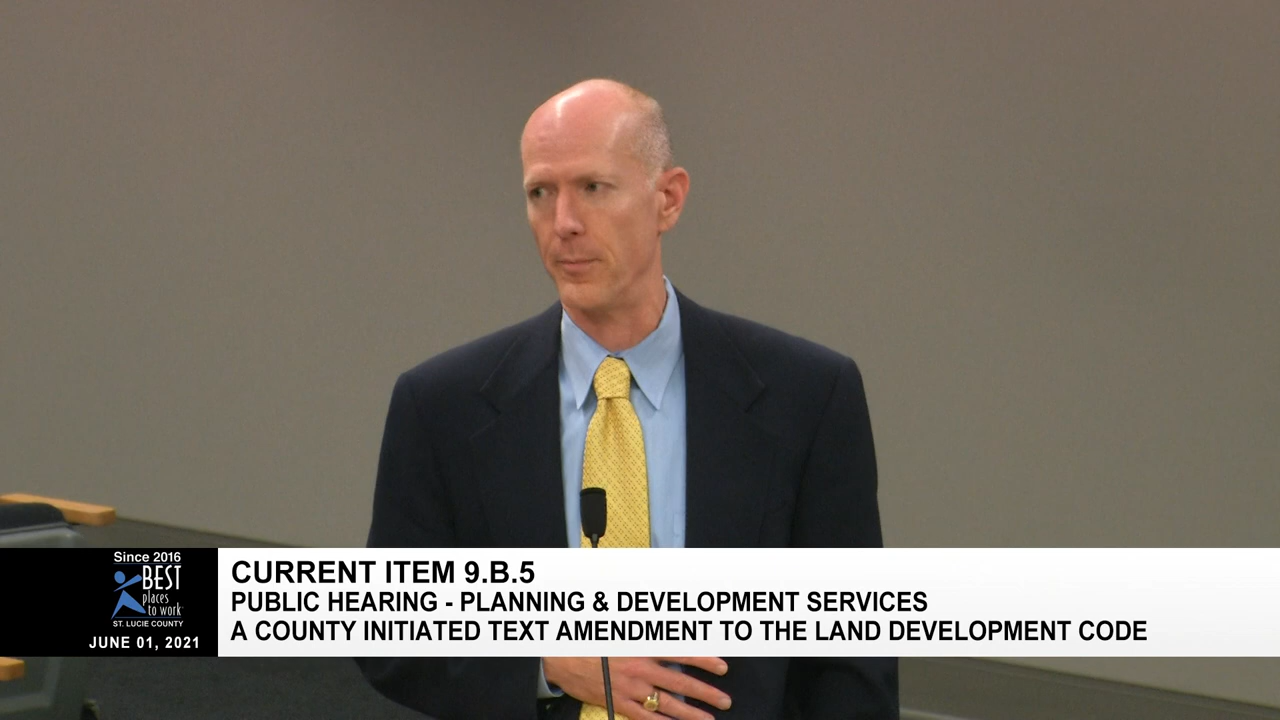 Since 2016
BEST
places
to work
ST. LUCIE COUNTY
JUNE 01, 2021
CURRENT ITEM 9.B.5
PUBLIC HEARING - PLANNING & DEVELOPMENT SERVICES
A COUNTY INITIATED TEXT AMENDMENT TO THE LAND DEVELOPMENT CODE